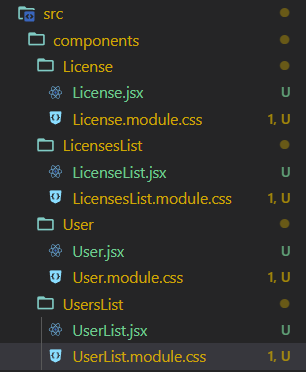 src
components
License
License.jsx U
License.module.css 1, U
LicensesList
LicenseList.jsx U
LicensesList.module.css 1, U
User
User.jsx U
User.module.css 1, U
UsersList
UserList.jsx U
UserList.module.css 1, U